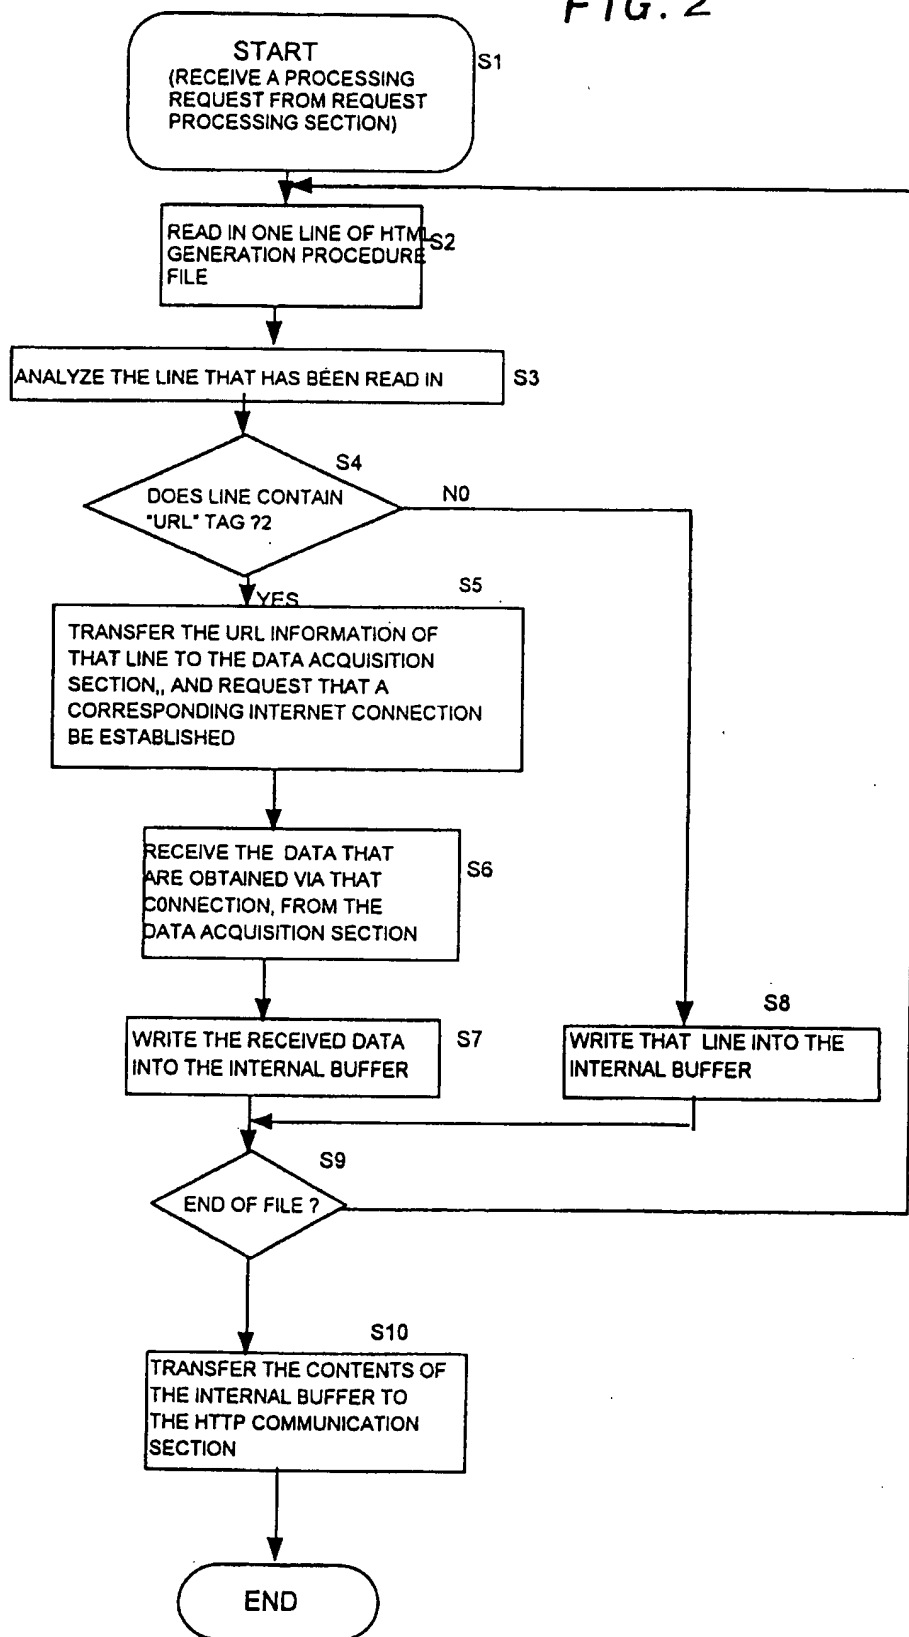 FIG. 2
START
(RECEIVE A PROCESSING
REQUEST FROM REQUEST
PROCESSING SECTION)
S1
READ IN ONE LINE OF HTML
GENERATION PROCEDURE
FILE
S2
ANALYZE THE LINE THAT HAS BEEN READ IN
S3
S4
DOES LINE CONTAIN
"URL" TAG ?2
N0
YES
S5
TRANSFER THE URL INFORMATION OF
THAT LINE TO THE DATA ACQUISITION
SECTION,, AND REQUEST THAT A
CORRESPONDING INTERNET CONNECTION
BE ESTABLISHED
RECEIVE THE DATA THAT
ARE OBTAINED VIA THAT
C0NNECTION, FROM THE
DATA ACQUISITION SECTION
S6
WRITE THE RECEIVED DATA
INTO THE INTERNAL BUFFER
S7
S8
WRITE THAT LINE INTO THE
INTERNAL BUFFER
S9
END OF FILE ?
S10
TRANSFER THE CONTENTS OF
THE INTERNAL BUFFER TO
THE HTTP COMMUNICATION
SECTION
END